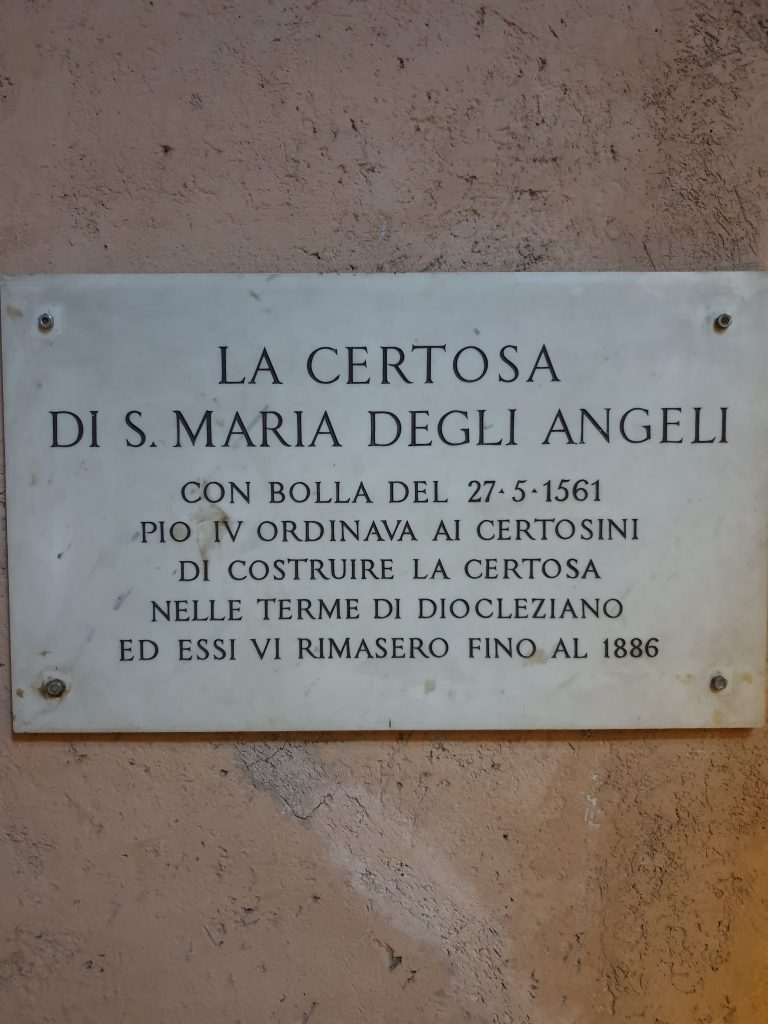 LA CERTOSA
DI S. MARIA DEGLI ANGELI
CON BOLLA DEL 27·5·1561
PIO IV ORDINAVA AI CERTOSINI
DI COSTRUIRE LA CERTOSA
NELLE TERME DI DIOCLEZIANO
ED ESSI VI RIMASERO FINO AL 1886